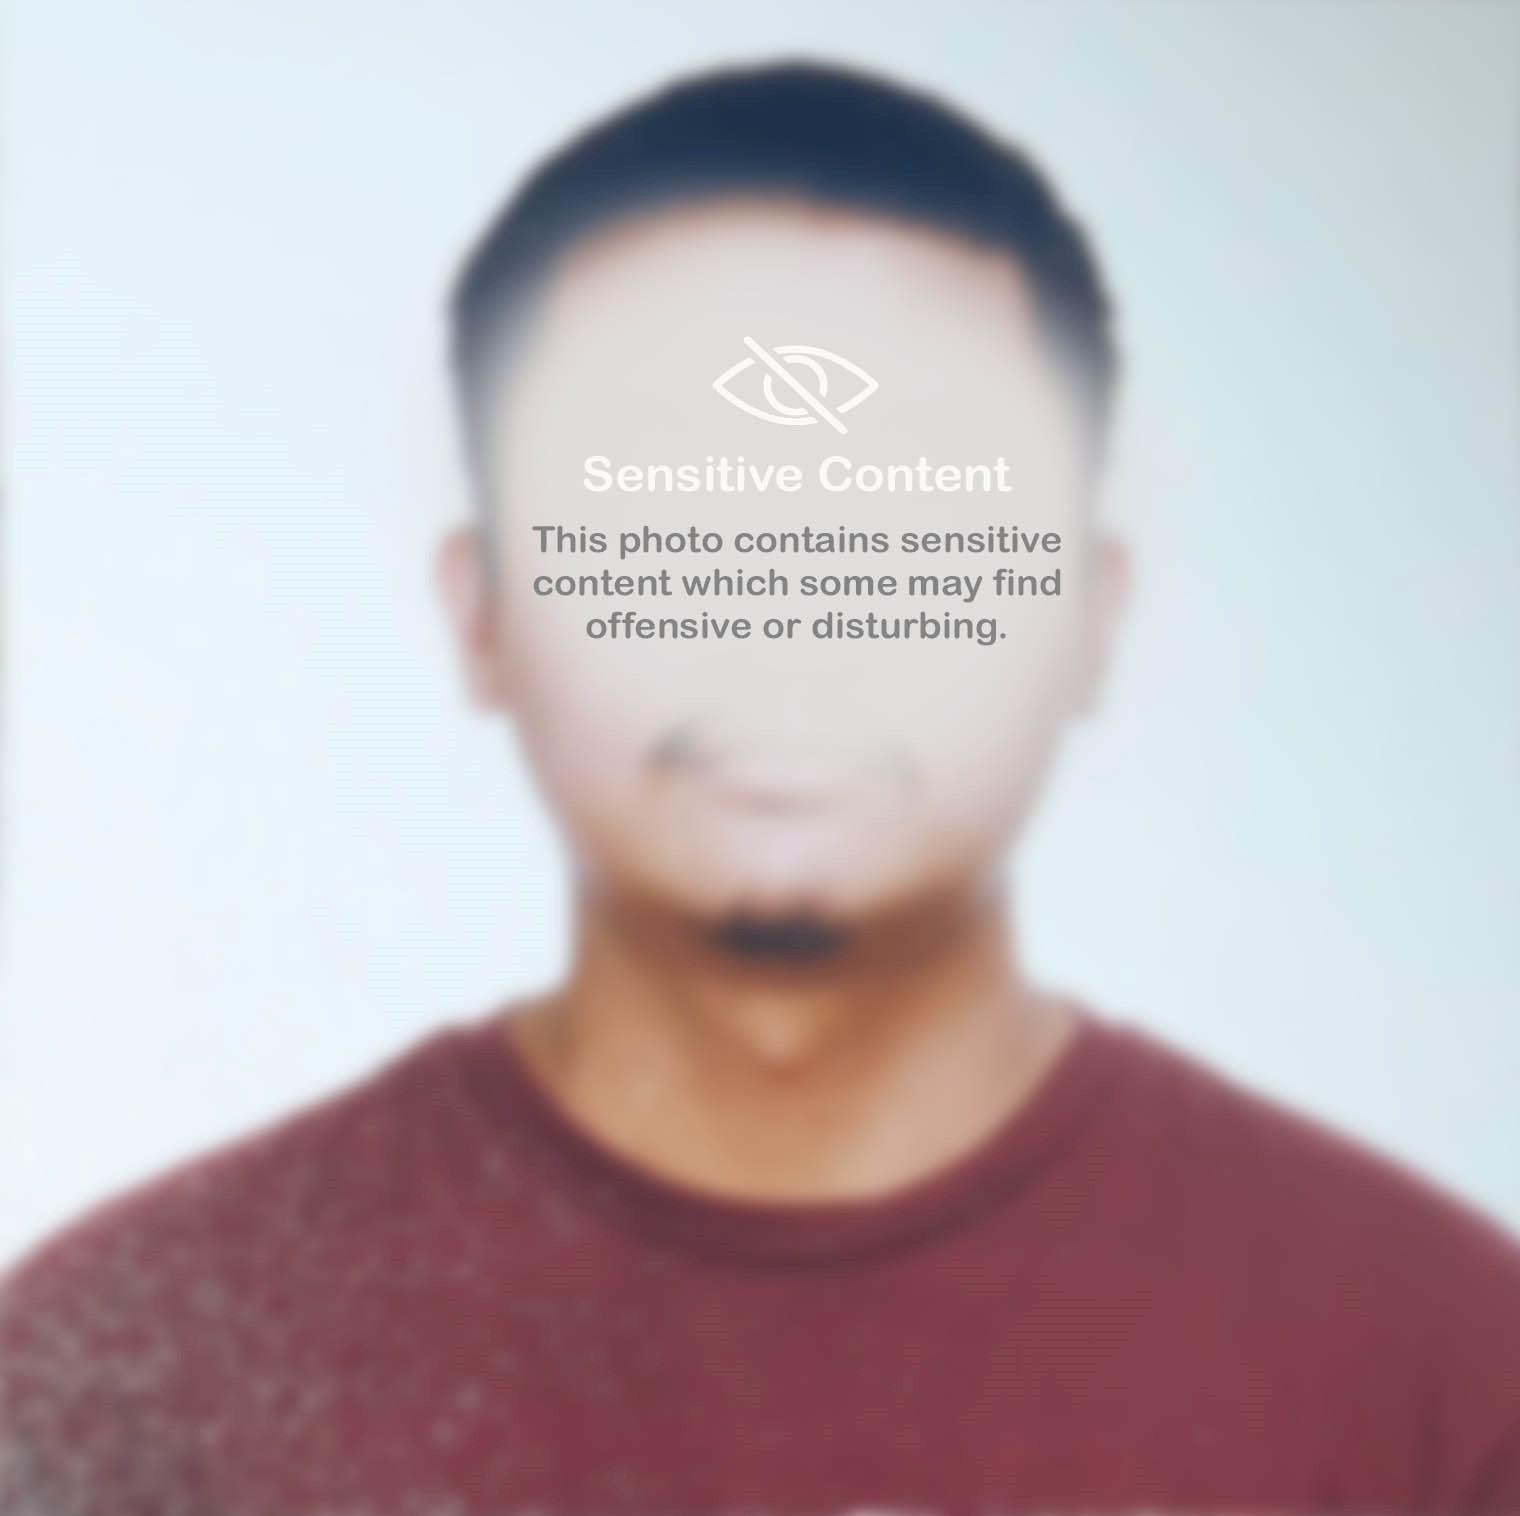 Sensitive Content
This photo contains sensitive
content which some may find
offensive or disturbing.